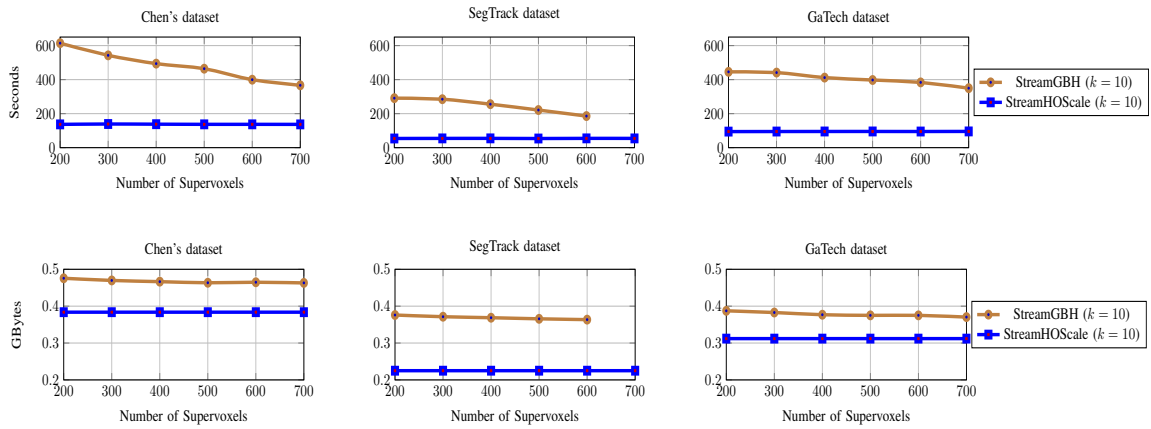 Chen's dataset
SegTrack dataset
GaTech dataset
600
400
200
0
Seconds
200 300 400 500 600 700
Number of Supervoxels
600
400
200
0
200 300 400 500 600 700
Number of Supervoxels
600
400
200
0
200 300 400 500 600 700
Number of Supervoxels
StreamGBH (k = 10)
StreamHOScale (k = 10)
Chen's dataset
SegTrack dataset
GaTech dataset
0.5
0.4
0.3
0.2
GBytes
200 300 400 500 600 700
Number of Supervoxels
0.5
0.4
0.3
0.2
200 300 400 500 600 700
Number of Supervoxels
0.5
0.4
0.3
0.2
200 300 400 500 600 700
Number of Supervoxels
StreamGBH (k = 10)
StreamHOScale (k = 10)